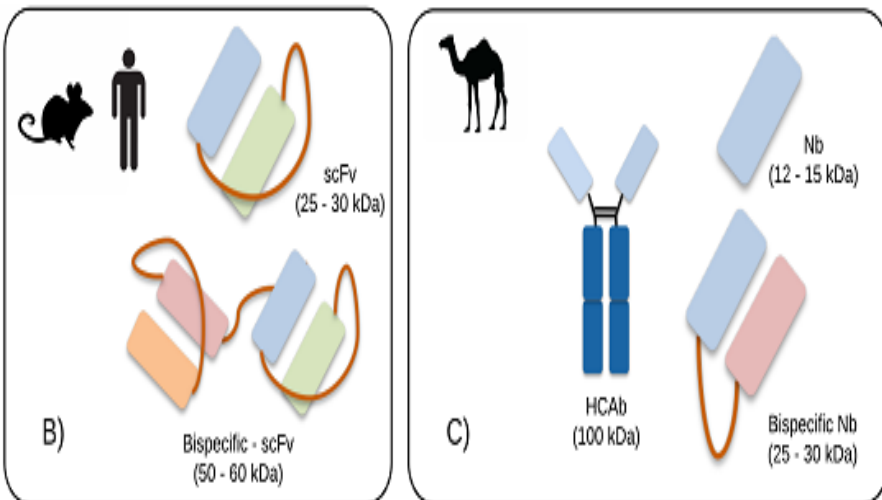 scFv
(25 - 30 kDa)
Bispecific - scFv
(50 - 60 kDa)
B)
Nb
(12 - 15 kDa)
HCAb
(100 kDa)
Bispecific Nb
(25 - 30 kDa)
C)